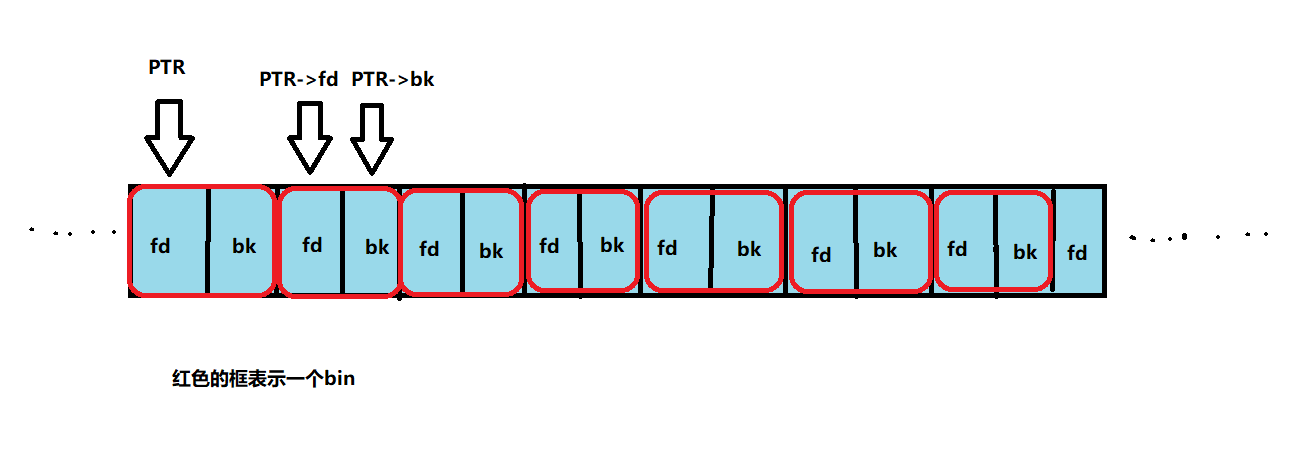 PTR
PTR->fd PTR->bk
fd bk fd bk fd bk fd bk fd bk fd bk fd bk fd
红色的框表示一个bin